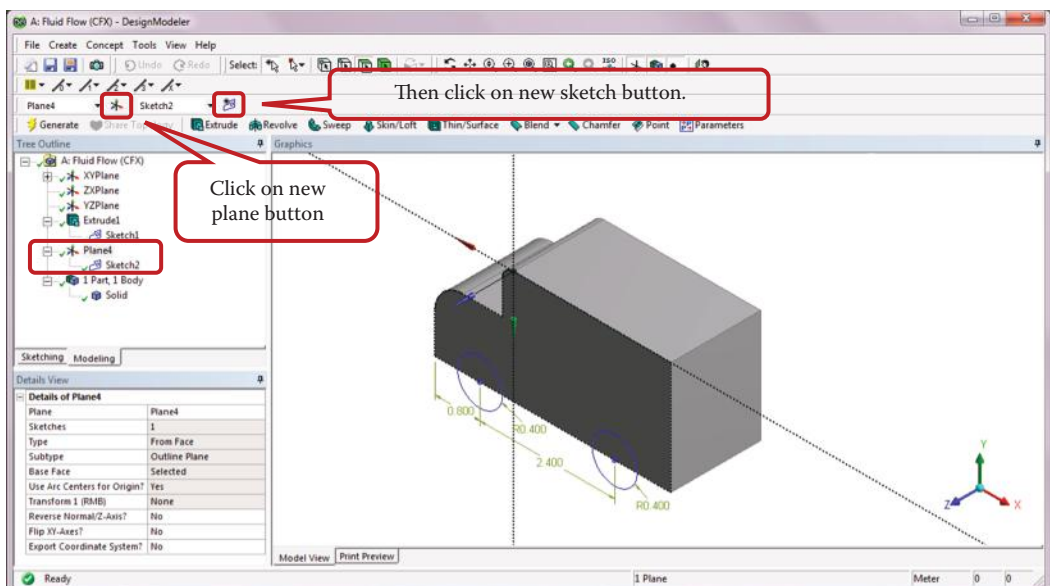 A: Fluid Flow (CFX) - DesignModeler
File Create Concept Tools View Help
Undo Redo Select:
Plane4 Sketch2
Then click on new sketch button.
Generate Share Topology Extrude Revolve Sweep Skin/Loft Thin/Surface Blend Chamfer Point Parameters
Tree Outline
Graphics
A: Fluid Flow (CFX)
XYPlane
ZXPlane
YZPlane
Extrude1
Sketch1
Plane4
Sketch2
1 Part, 1 Body
Solid
Click on new
plane button
Sketching Modeling
Details View
Details of Plane4
Plane Plane4
Sketches 1
Type From Face
Subtype Outline Plane
Base Face Selected
Use Arc Centers for Origin? Yes
Transform 1 (RMB) None
Reverse Normal/Z-Axis? No
Flip XY-Axes? No
Export Coordinate System? No
0.800
R0.400
2.400
R0.400
Y
Z X
Model View Print Preview
Ready 1 Plane Meter 0 0